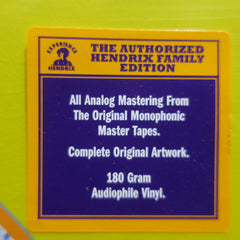 EXPERIENCE
HENDRIX
THE AUTHORIZED
HENDRIX FAMILY
EDITION
All Analog Mastering From
The Original Monophonic
Master Tapes.
Complete Original Artwork.
180 Gram
Audiophile Vinyl.